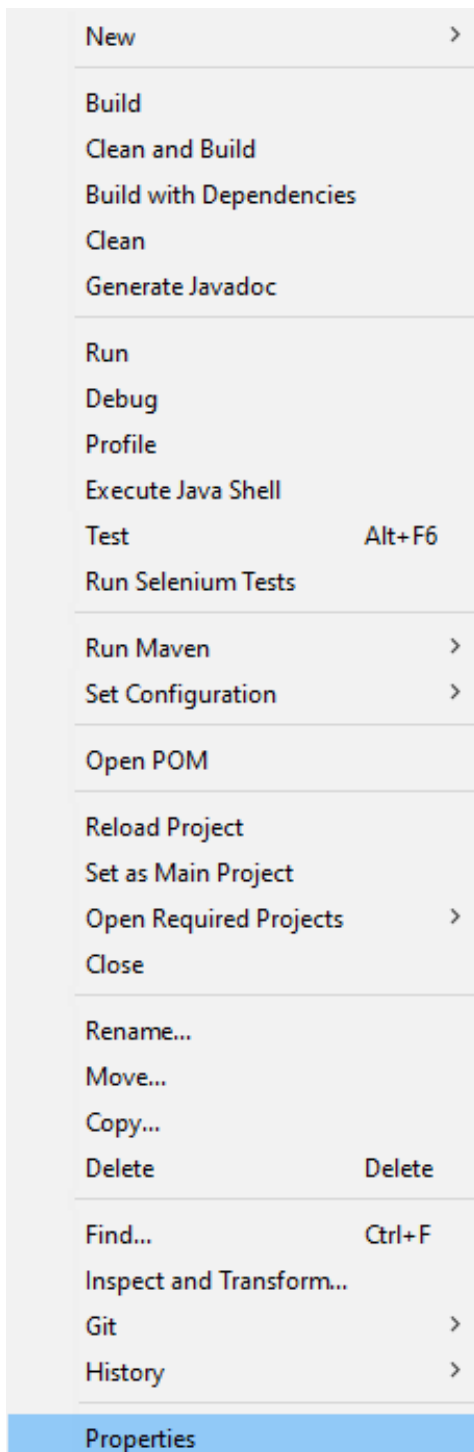 New
Build
Clean and Build
Build with Dependencies
Clean
Generate Javadoc
Run
Debug
Profile
Execute Java Shell
Test Alt+F6
Run Selenium Tests
Run Maven
Set Configuration
Open POM
Reload Project
Set as Main Project
Open Required Projects
Close
Rename...
Move...
Copy...
Delete Delete
Find... Ctrl+F
Inspect and Transform...
Git
History
Properties